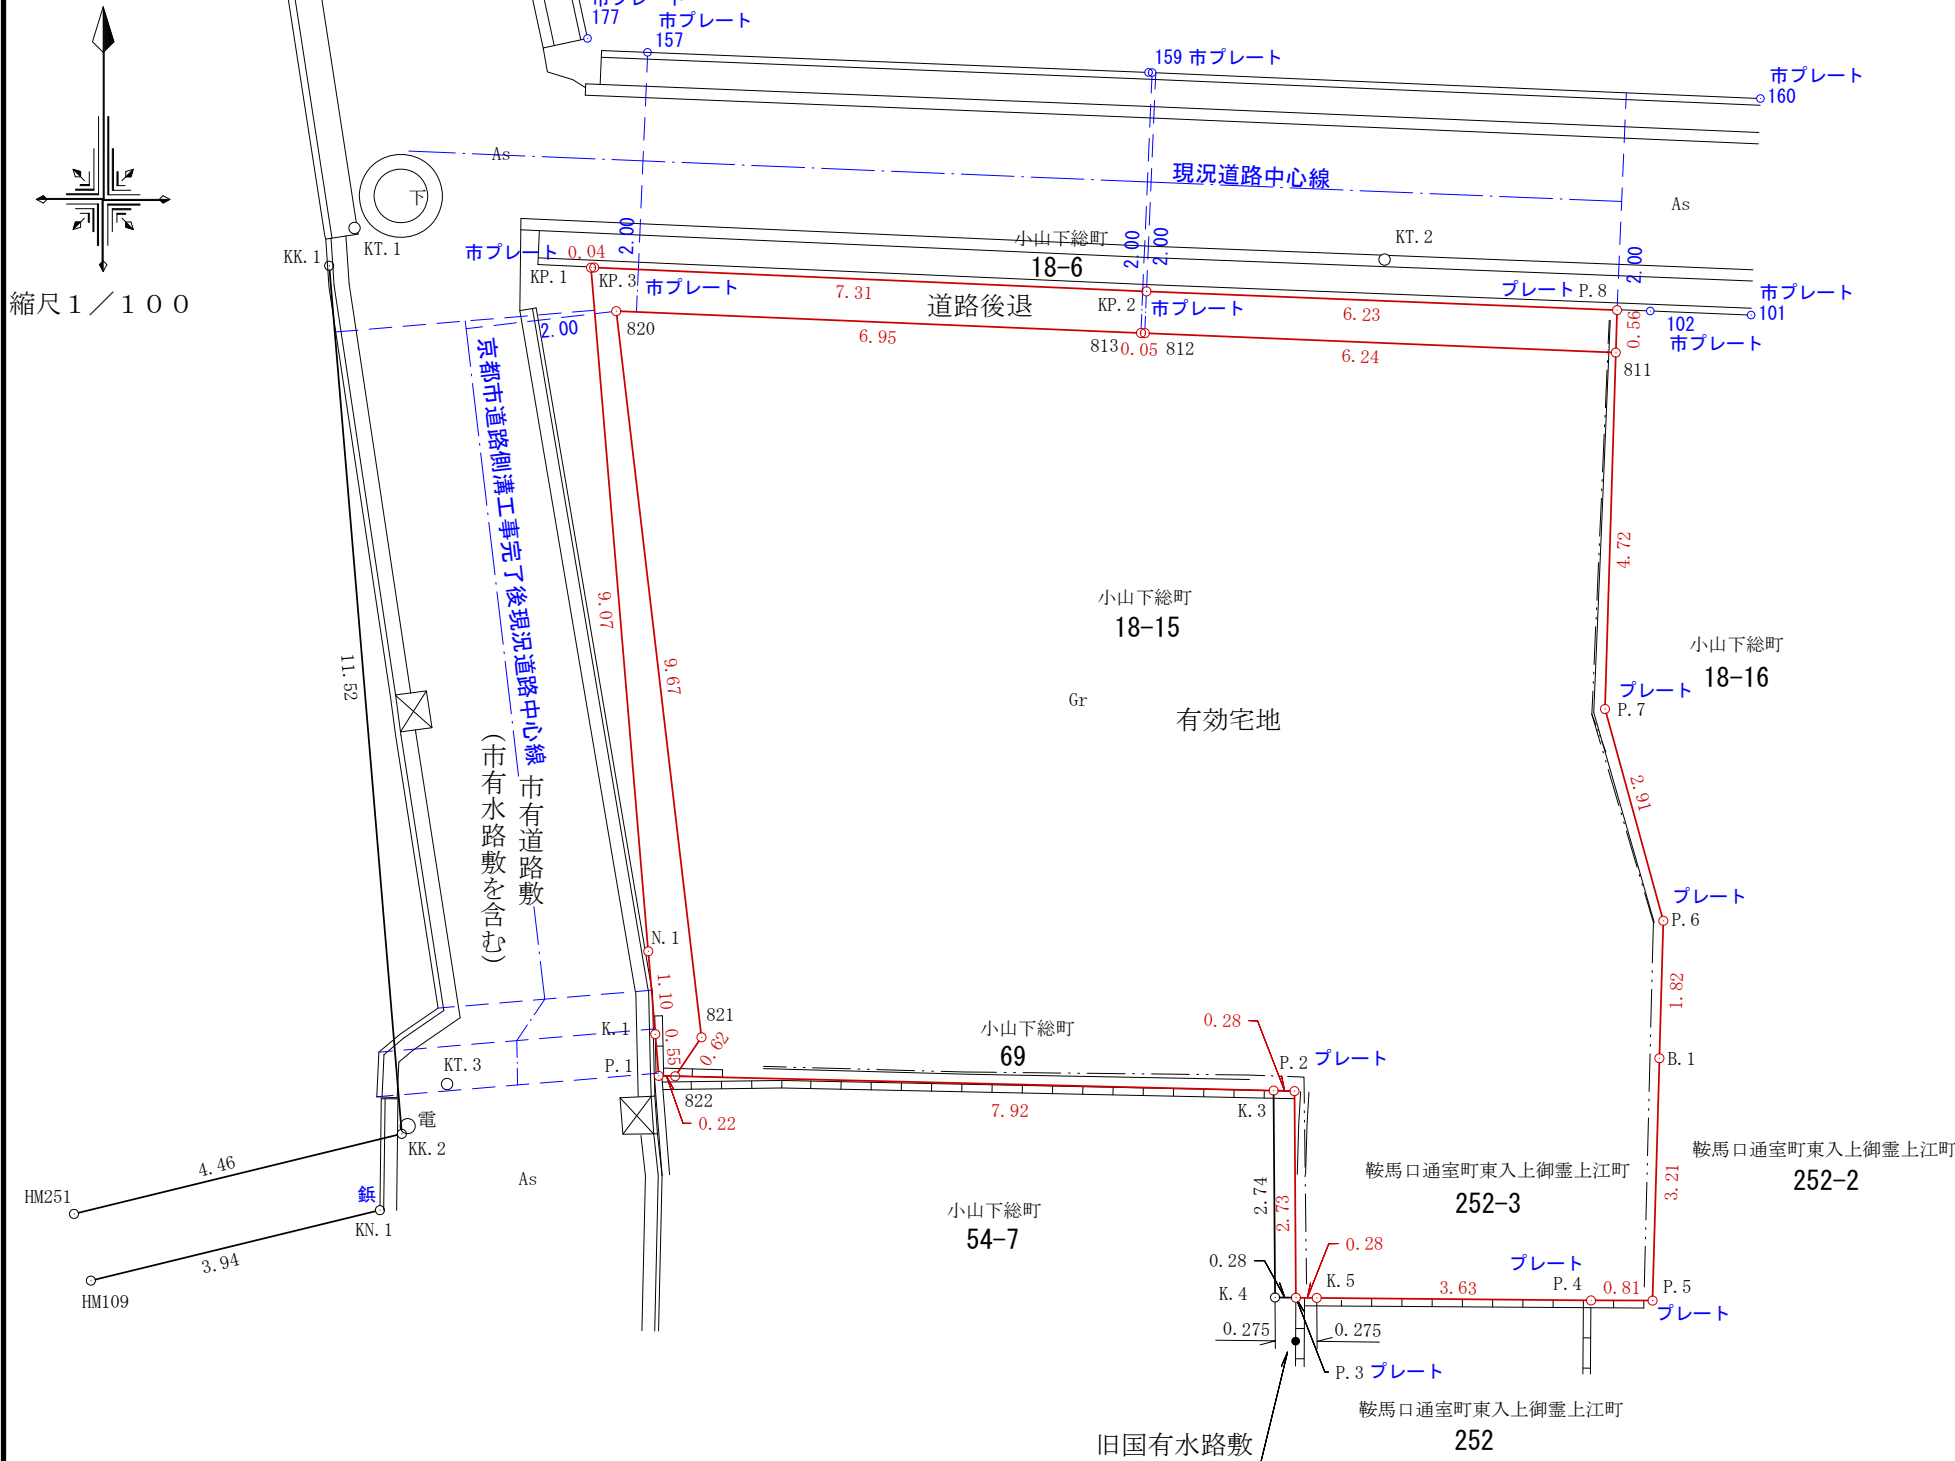 市プレート
177
市プレート
157
159 市プレート
市プレート
160
As
下
現況道路中心線
As
KK.1
KT.1
縮尺１／１００
市プレート 0.04
KP.1
KP.3
2.00
市プレート
小山下総町
18-6
2.00
2.00
KT.2
2.00
7.31
道路後退
KP.2
市プレート
プレート P.8
6.23
市プレート
101
102
市プレート
0.56
2.00
820
6.95
813
0.05
812
6.24
811
京都市道路側溝工事完了後現況道路中心線
市有道路敷
(市有水路敷を含む)
11.52
9.07
9.67
4.72
小山下総町
18-15
Gr
有効宅地
小山下総町
18-16
プレート
P.7
2.91
プレート
P.6
1.82
B.1
3.21
N.1
1.10
K.1
0.55
821
0.62
P.1
822
0.22
KT.3
電
KK.2
4.46
HM251
鋲
KN.1
3.94
HM109
As
小山下総町
69
7.92
0.28
P.2 プレート
K.3
2.74
2.73
小山下総町
54-7
鞍馬口通室町東入上御霊上江町
252-3
鞍馬口通室町東入上御霊上江町
252-2
0.28
0.28
K.4
K.5
3.63
プレート
P.4
0.81
P.5
プレート
0.275
0.275
P.3 プレート
旧国有水路敷
鞍馬口通室町東入上御霊上江町
252